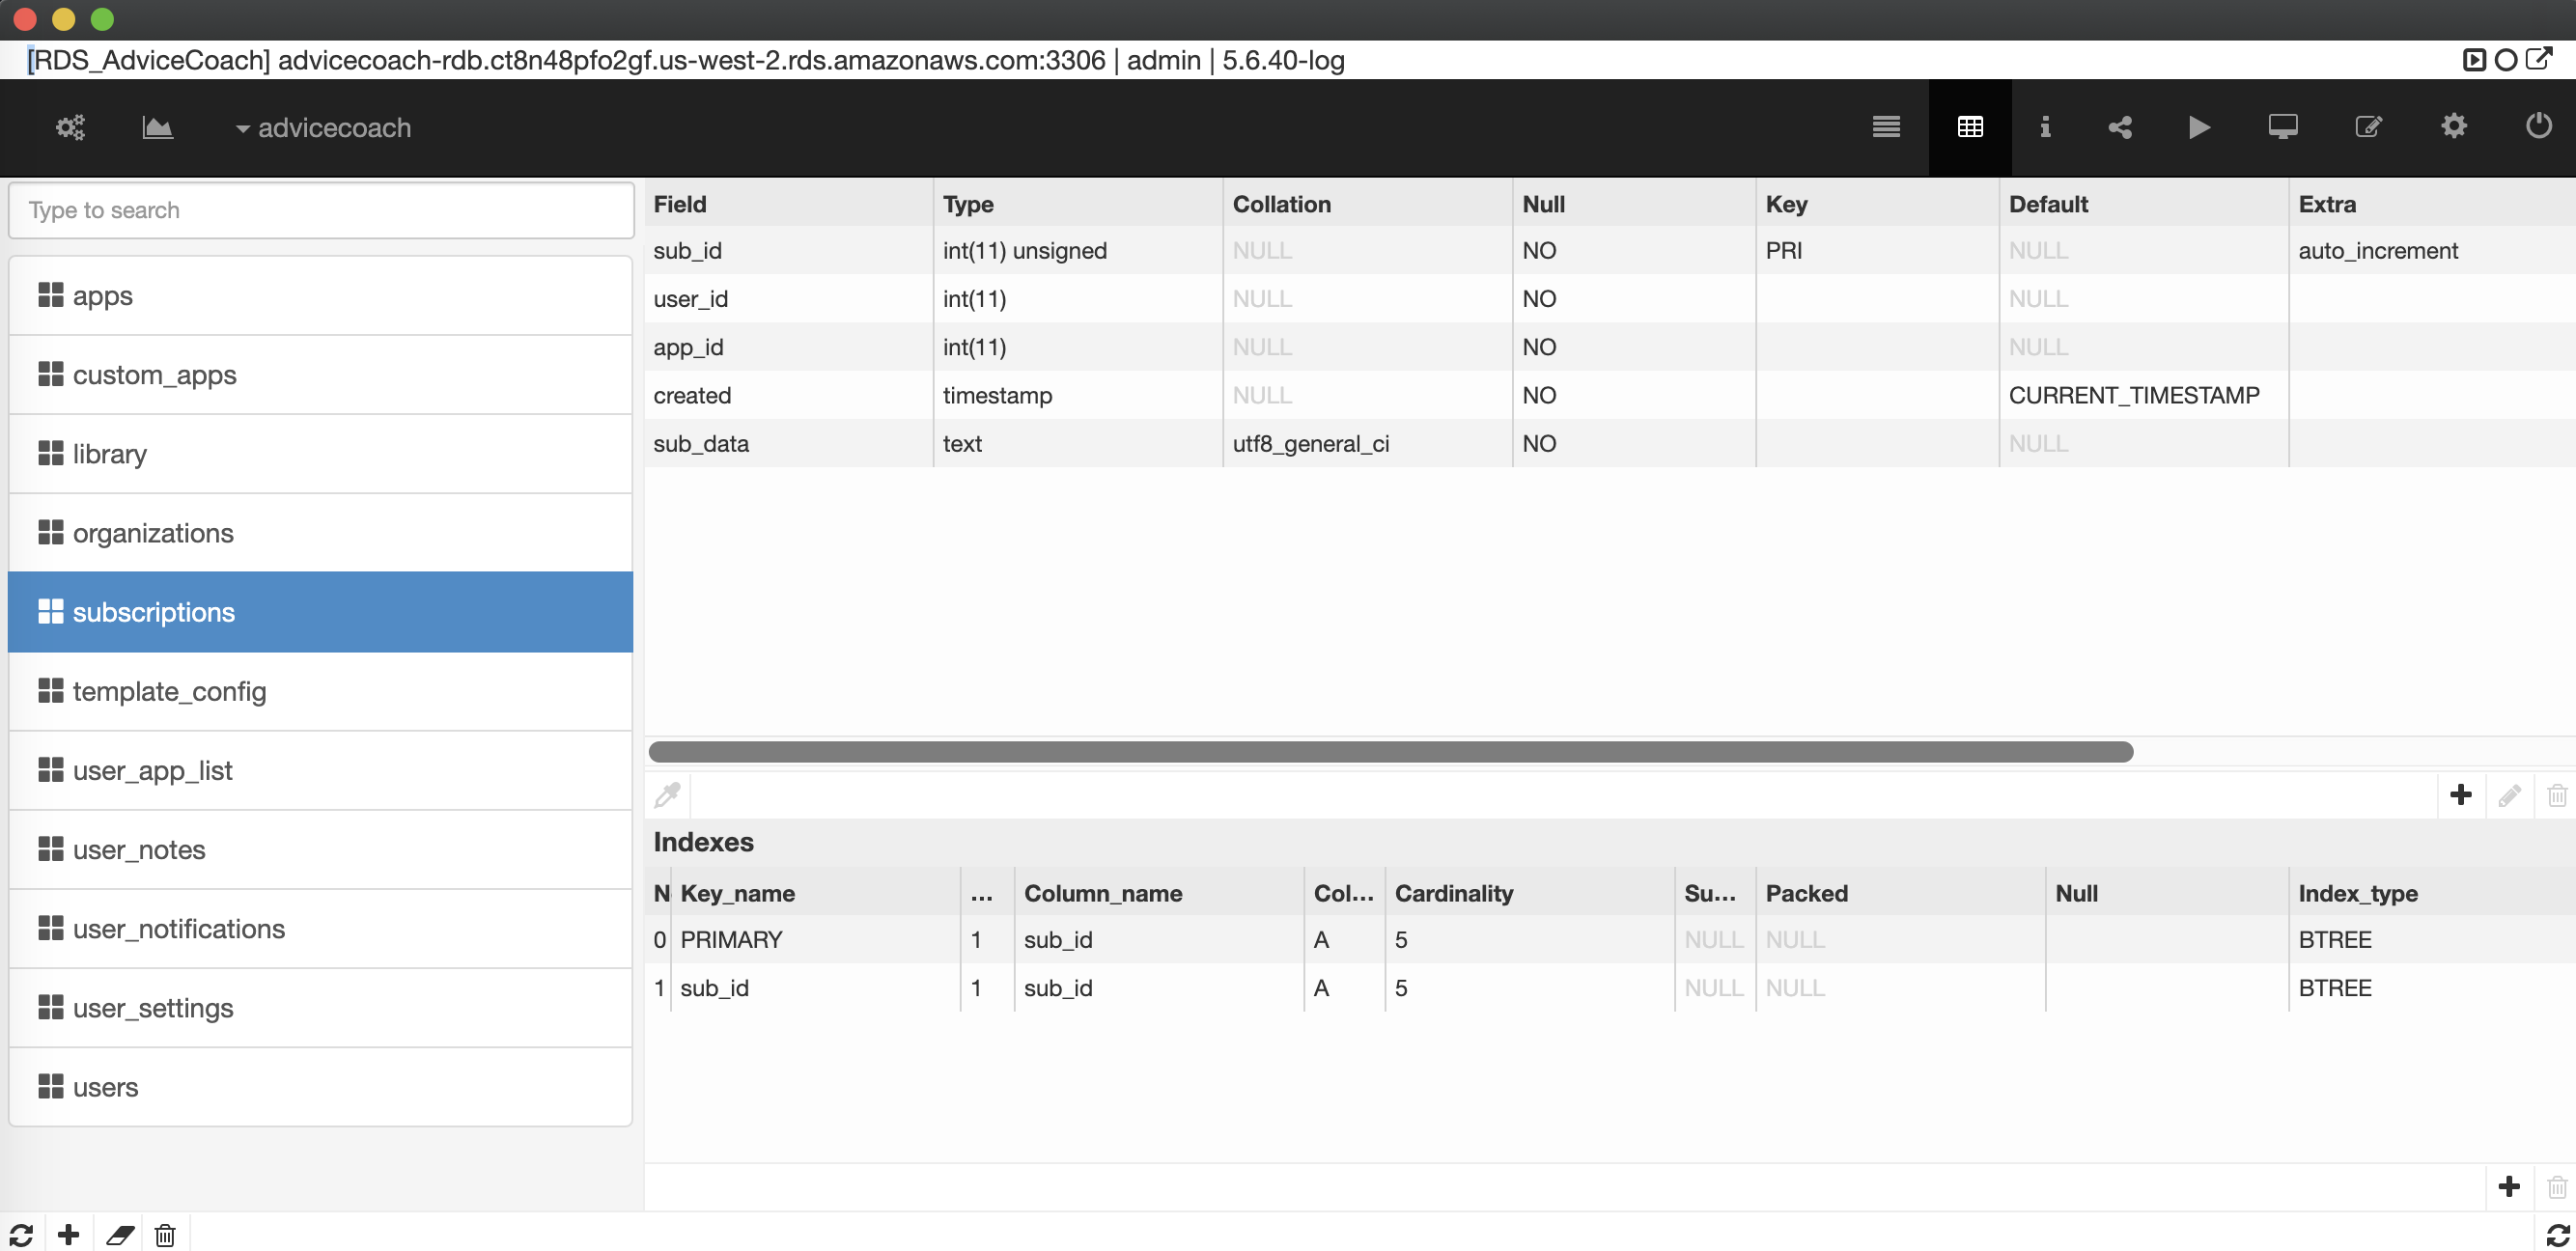 [RDS_AdviceCoach] advicecoach-rdb.ct8n48pfo2gf.us-west-2.rds.amazonaws.com:3306 | admin | 5.6.40-log
advicecoach
Type to search
apps
custom_apps
library
organizations
subscriptions
template_config
user_app_list
user_notes
user_notifications
user_settings
users
Field Type Collation Null Key Default Extra
sub_id int(11) unsigned NULL NO PRI NULL auto_increment
user_id int(11) NULL NO NULL
app_id int(11) NULL NO NULL
created timestamp NULL NO CURRENT_TIMESTAMP
sub_data text utf8_general_ci NO NULL
Indexes
N Key_name ... Column_name Col... Cardinality Su... Packed Null Index_type
0 PRIMARY 1 sub_id A 5 NULL NULL BTREE
1 sub_id 1 sub_id A 5 NULL NULL BTREE